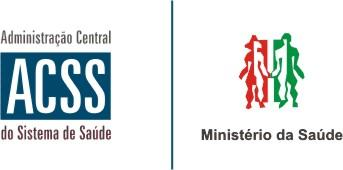 Administração Central
ACSS
do Sistema de Saúde
Ministério da Saúde